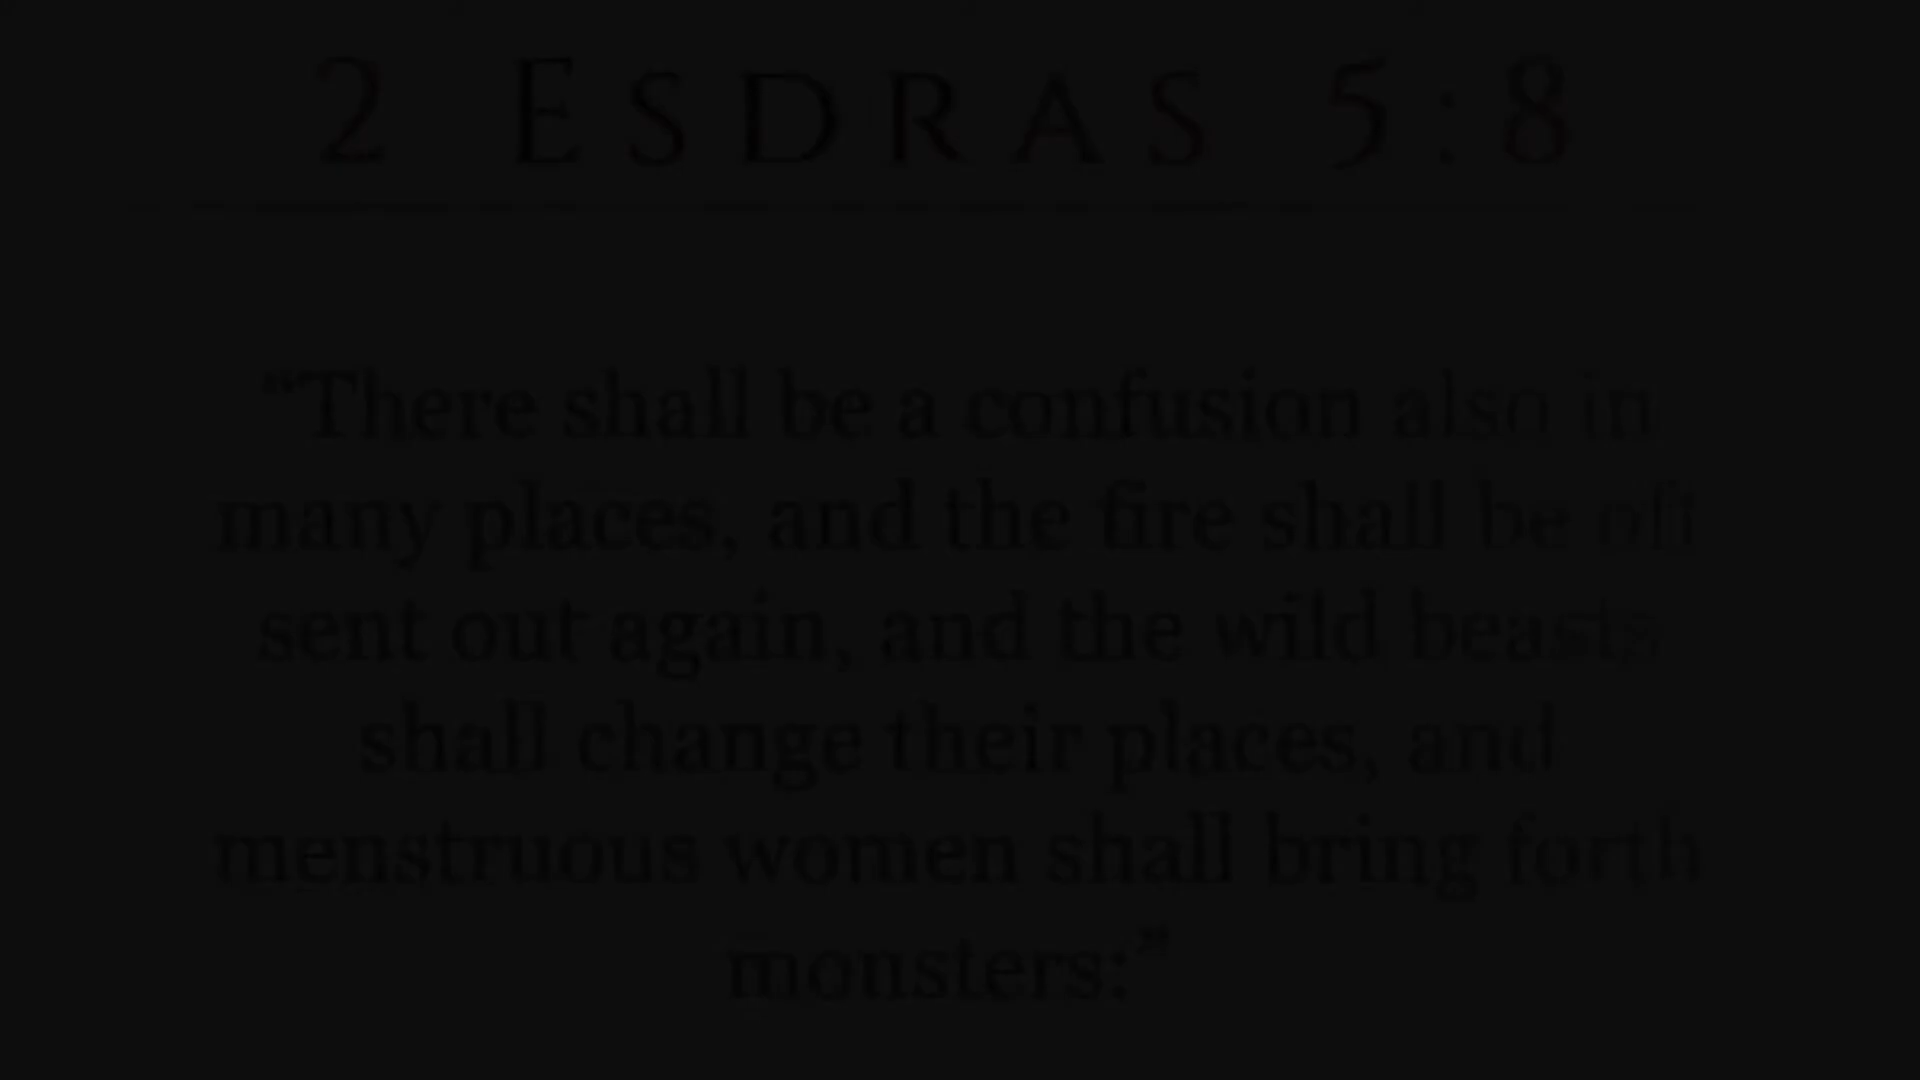 2 ESDRAS 5:8
“There shall be a confusion also in
many places, and the fire shall be oft
sent out again, and the wild beasts
shall change their places, and
menstruous women shall bring forth
monsters:”